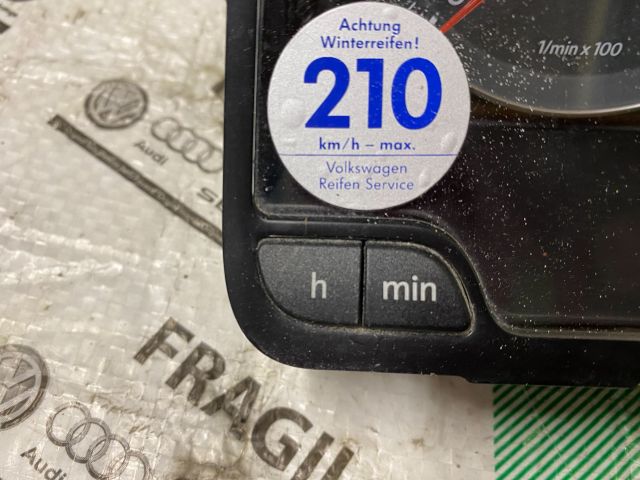 Achtung
Winterreifen!
210
km/h – max.
Volkswagen
Reifen Service
1/min x 100
h
min
Audi
FRAGIL
Audi